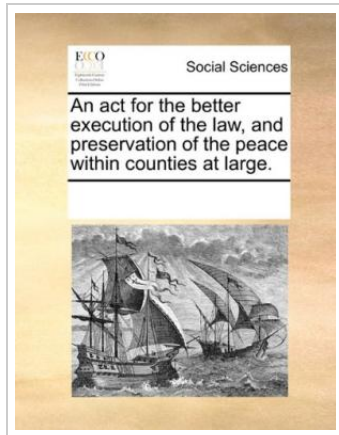 ECCO
Social Sciences
An act for the better
execution of the law, and
preservation of the peace
within counties at large.